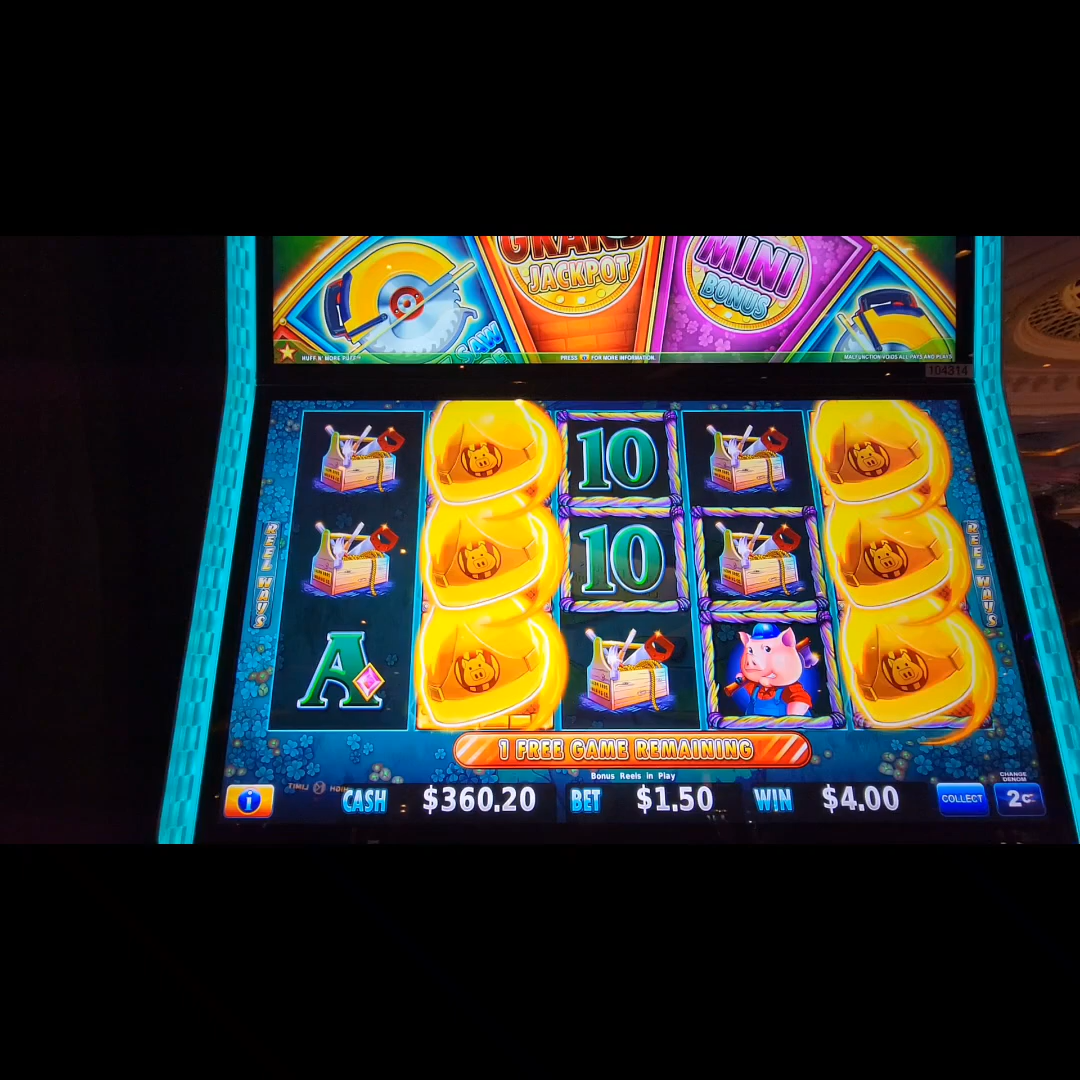 GRAND
JACKPOT
MINI
BONUS
SAW
HUFF N' MORE PUFF
PRESS i FOR MORE INFORMATION.
MALFUNCTION VOIDS ALL PAYS AND PLAYS
104314
10
10
A
REEL WAYS
REEL WAYS
1 FREE GAME REMAINING
Bonus Reels in Play
CHANGE
DENOM
i
CASH $360.20 BET $1.50 WIN $4.00
COLLECT
2¢